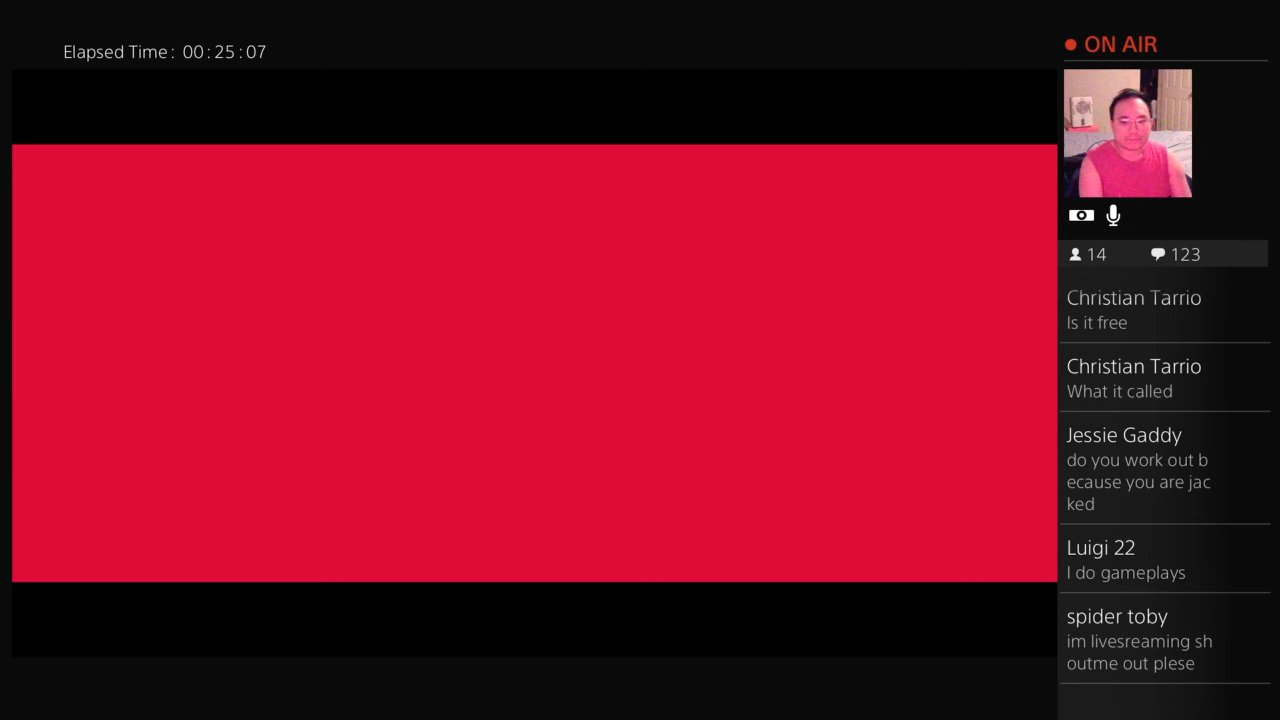 Elapsed Time: 00:25:07
ON AIR
14 123
Christian Tarrio
Is it free
Christian Tarrio
What it called
Jessie Gaddy
do you work out b
ecause you are jac
ked
Luigi 22
I do gameplays
spider toby
im livesreaming sh
outme out plese